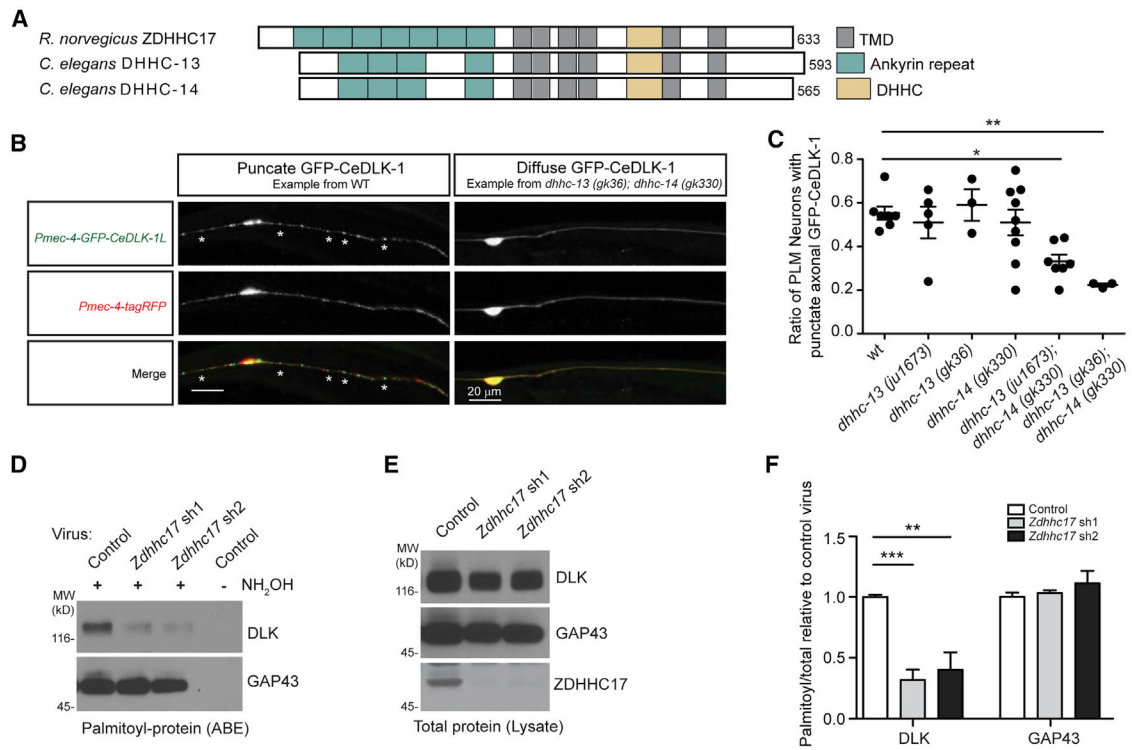 A
R. norvegicus ZDHHC17
633
TMD
C. elegans DHHC-13
593
Ankyrin repeat
C. elegans DHHC-14
565
DHHC
B
Puncate GFP-CeDLK-1
Example from WT
Diffuse GFP-CeDLK-1
Example from dhhc-13 (gk36); dhhc-14 (gk330)
Pmec-4-GFP-CeDLK-1L
* * * * *
Pmec-4-tagRFP
Merge
* * * * *
20 µm
C
**
*
Ratio of PLM Neurons with
punctate axonal GFP-CeDLK-1
0.8
0.6
0.4
0.2
0.0
wt
dhhc-13 (ju1673)
dhhc-13 (gk36)
dhhc-14 (gk330)
dhhc-13 (ju1673);
dhhc-14 (gk330)
dhhc-13 (gk36);
dhhc-14 (gk330)
D
Virus:
Control
Zdhhc17 sh1
Zdhhc17 sh2
Control
+ + + - NH2OH
MW
(kD)
116-
DLK
GAP43
45-
Palmitoyl-protein (ABE)
E
Control
Zdhhc17 sh1
Zdhhc17 sh2
MW
(kD)
116-
DLK
GAP43
45-
ZDHHC17
Total protein (Lysate)
F
Palmitoyl/total relative to control virus
Control
Zdhhc17 sh1
Zdhhc17 sh2
**
***
1.5
1.0
0.5
0.0
DLK
GAP43